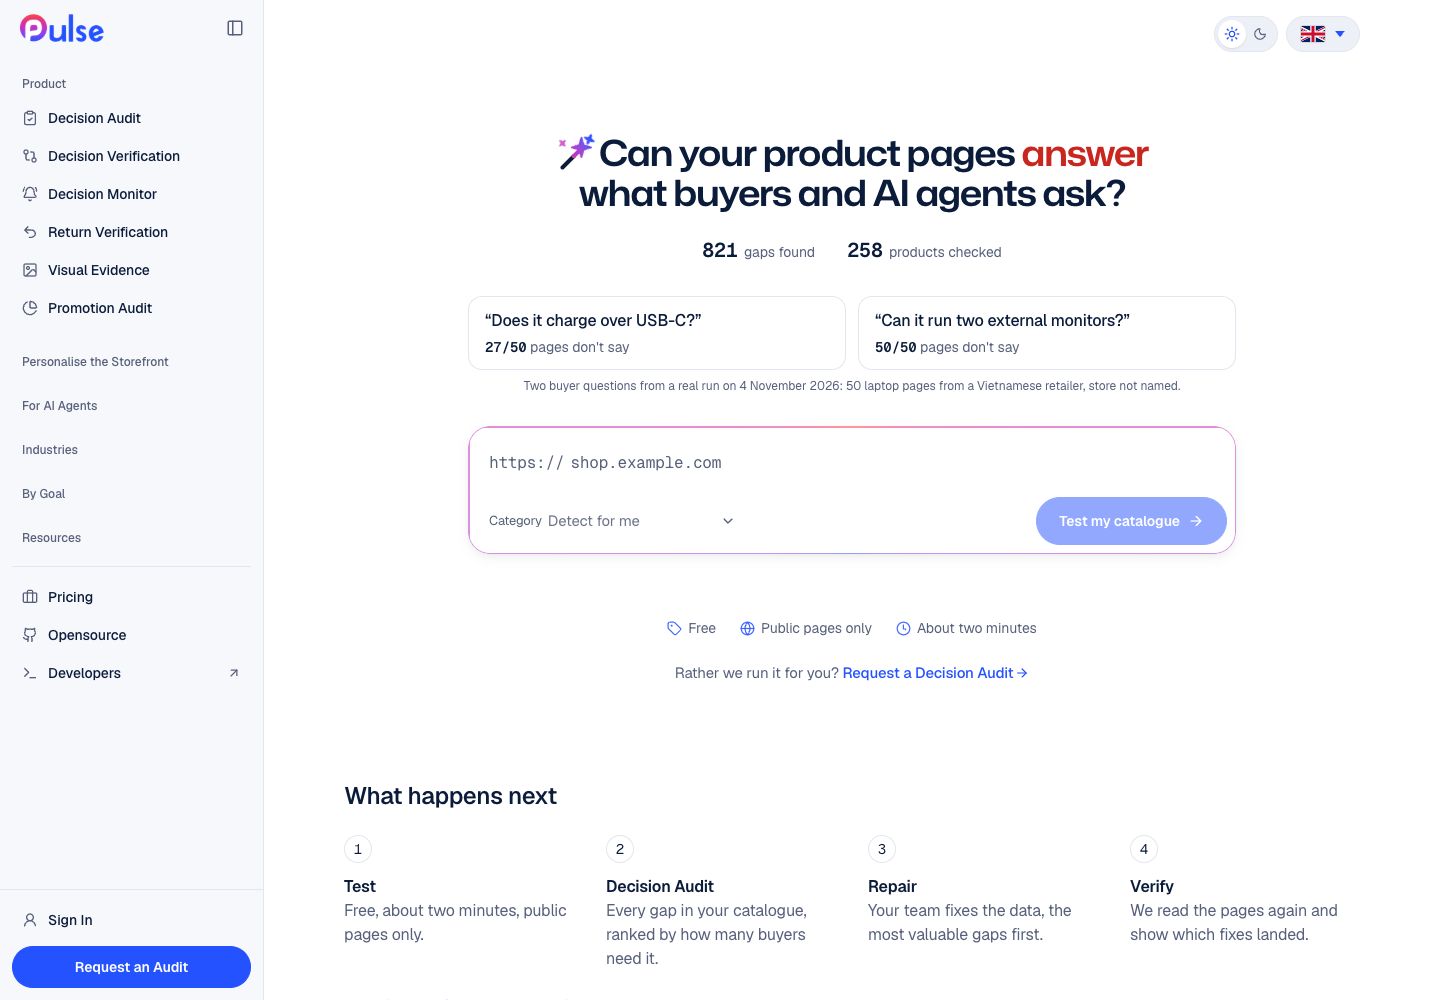 Pulse
Product
Decision Audit
Decision Verification
Decision Monitor
Return Verification
Visual Evidence
Promotion Audit
Personalise the Storefront
For AI Agents
Industries
By Goal
Resources
Pricing
Opensource
Developers
Sign In
Request an Audit
Can your product pages answer
what buyers and AI agents ask?
821 gaps found 258 products checked
“Does it charge over USB-C?”
27/50 pages don't say
“Can it run two external monitors?”
50/50 pages don't say
Two buyer questions from a real run on 4 November 2026: 50 laptop pages from a Vietnamese retailer, store not named.
https:// shop.example.com
Category Detect for me
Test my catalogue
Free Public pages only About two minutes
Rather we run it for you? Request a Decision Audit
What happens next
1
Test
Free, about two minutes, public
pages only.
2
Decision Audit
Every gap in your catalogue,
ranked by how many buyers
need it.
3
Repair
Your team fixes the data, the
most valuable gaps first.
4
Verify
We read the pages again and
show which fixes landed.